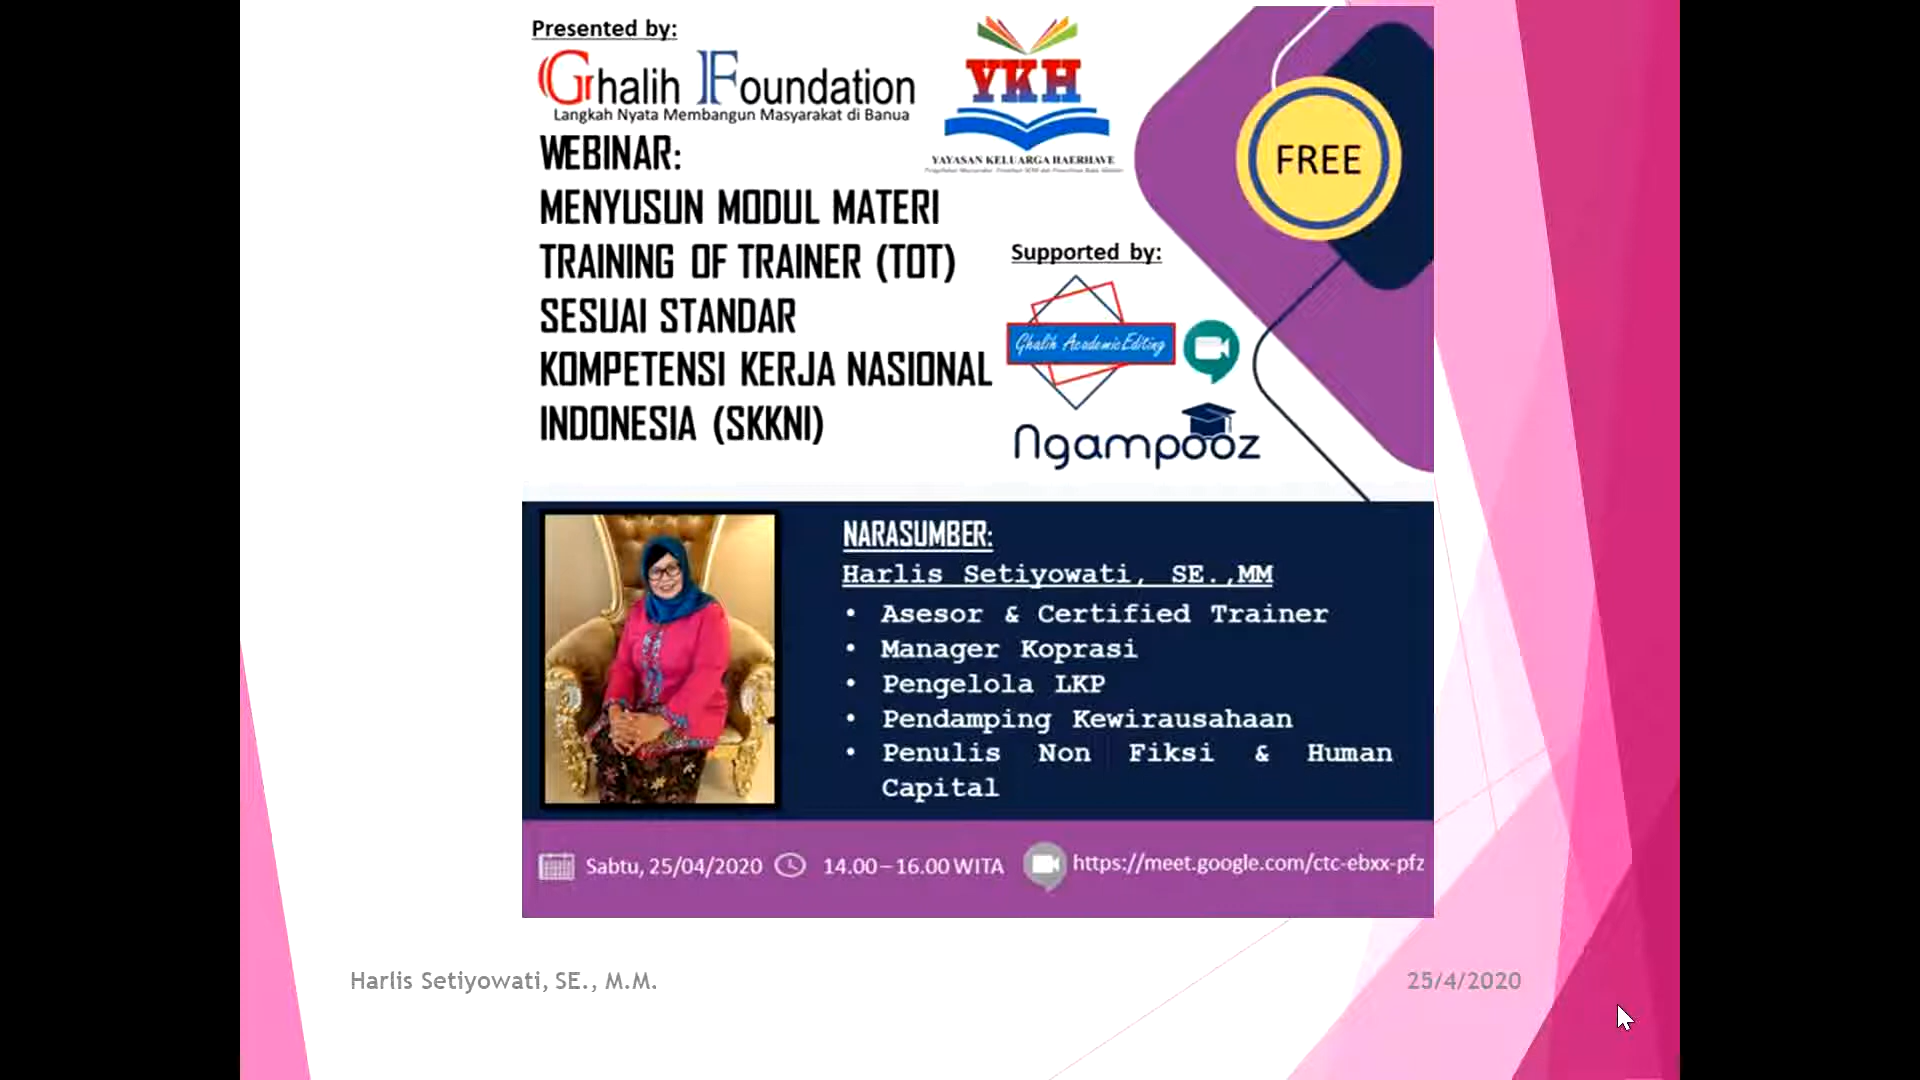 Presented by:
Ghalih Foundation
Langkah Nyata Membangun Masyarakat di Banua
YKH
YAYASAN KELUARGA HAERHAVE
FREE
WEBINAR:
MENYUSUN MODUL MATERI
TRAINING OF TRAINER (TOT)
SESUAI STANDAR
KOMPETENSI KERJA NASIONAL
INDONESIA (SKKNI)
Supported by:
Ghalih Academic Editing
Ngampooz
NARASUMBER:
Harlis Setiyowati, SE.,MM
• Asesor & Certified Trainer
• Manager Koprasi
• Pengelola LKP
• Pendamping Kewirausahaan
• Penulis Non Fiksi & Human
Capital
Sabtu, 25/04/2020 14.00–16.00 WITA https://meet.google.com/ctc-ebxx-pfz
Harlis Setiyowati, SE., M.M. 25/4/2020